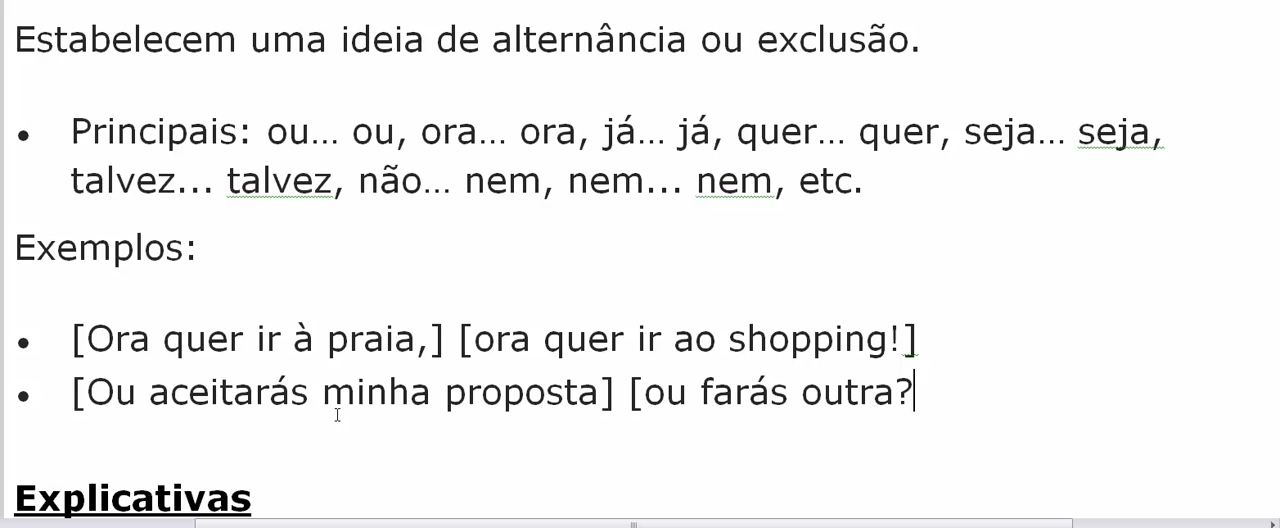 Estabelecem uma ideia de alternância ou exclusão.
• Principais: ou... ou, ora... ora, já... já, quer... quer, seja... seja,
talvez... talvez, não... nem, nem... nem, etc.
Exemplos:
• [Ora quer ir à praia,] [ora quer ir ao shopping!]
• [Ou aceitarás minha proposta] [ou farás outra?
Explicativas